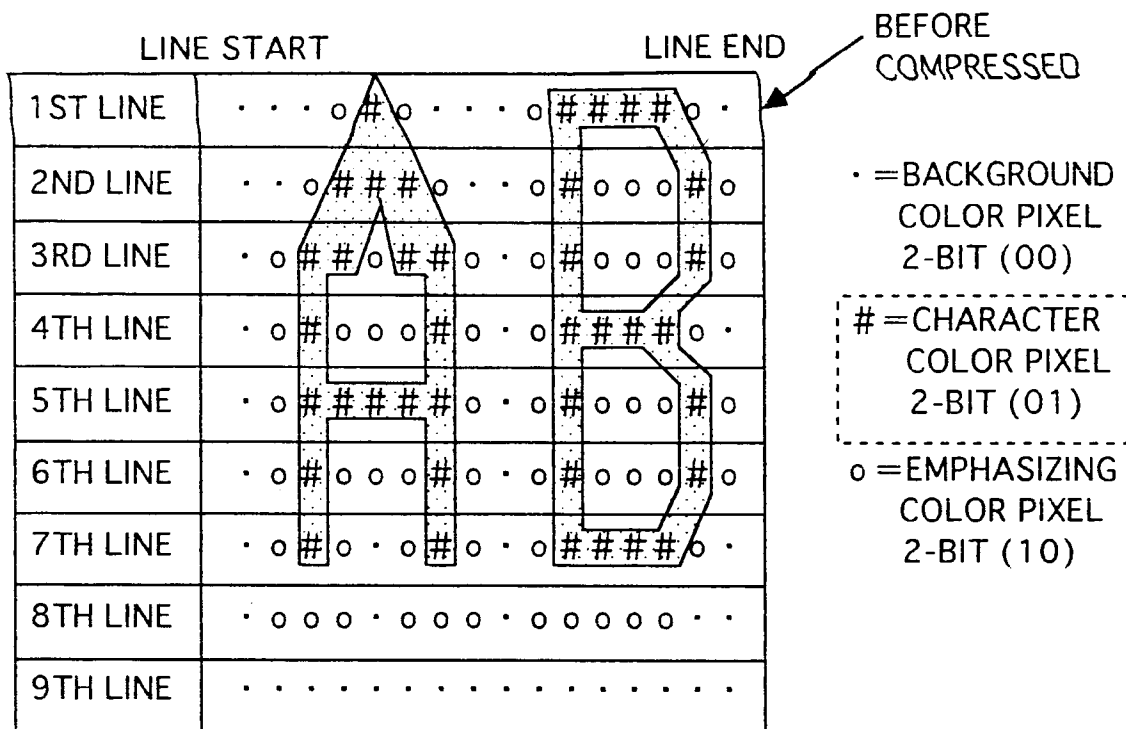 LINE START LINE END BEFORE
COMPRESSED
1ST LINE · · · o # o · · · o # # # # o ·
2ND LINE · · o # # # o · · o # o o o # o
3RD LINE · o # # o # # o · o # o o o # o
4TH LINE · o # o o o # o · o # # # # o ·
5TH LINE · o # # # # # o · o # o o o # o
6TH LINE · o # o o o # o · o # o o o # o
7TH LINE · o # o · o # o · o # # # # o ·
8TH LINE · o o o · o o o · o o o o o · ·
9TH LINE · · · · · · · · · · · · · · · ·
· = BACKGROUND
COLOR PIXEL
2-BIT (00)
# = CHARACTER
COLOR PIXEL
2-BIT (01)
o = EMPHASIZING
COLOR PIXEL
2-BIT (10)